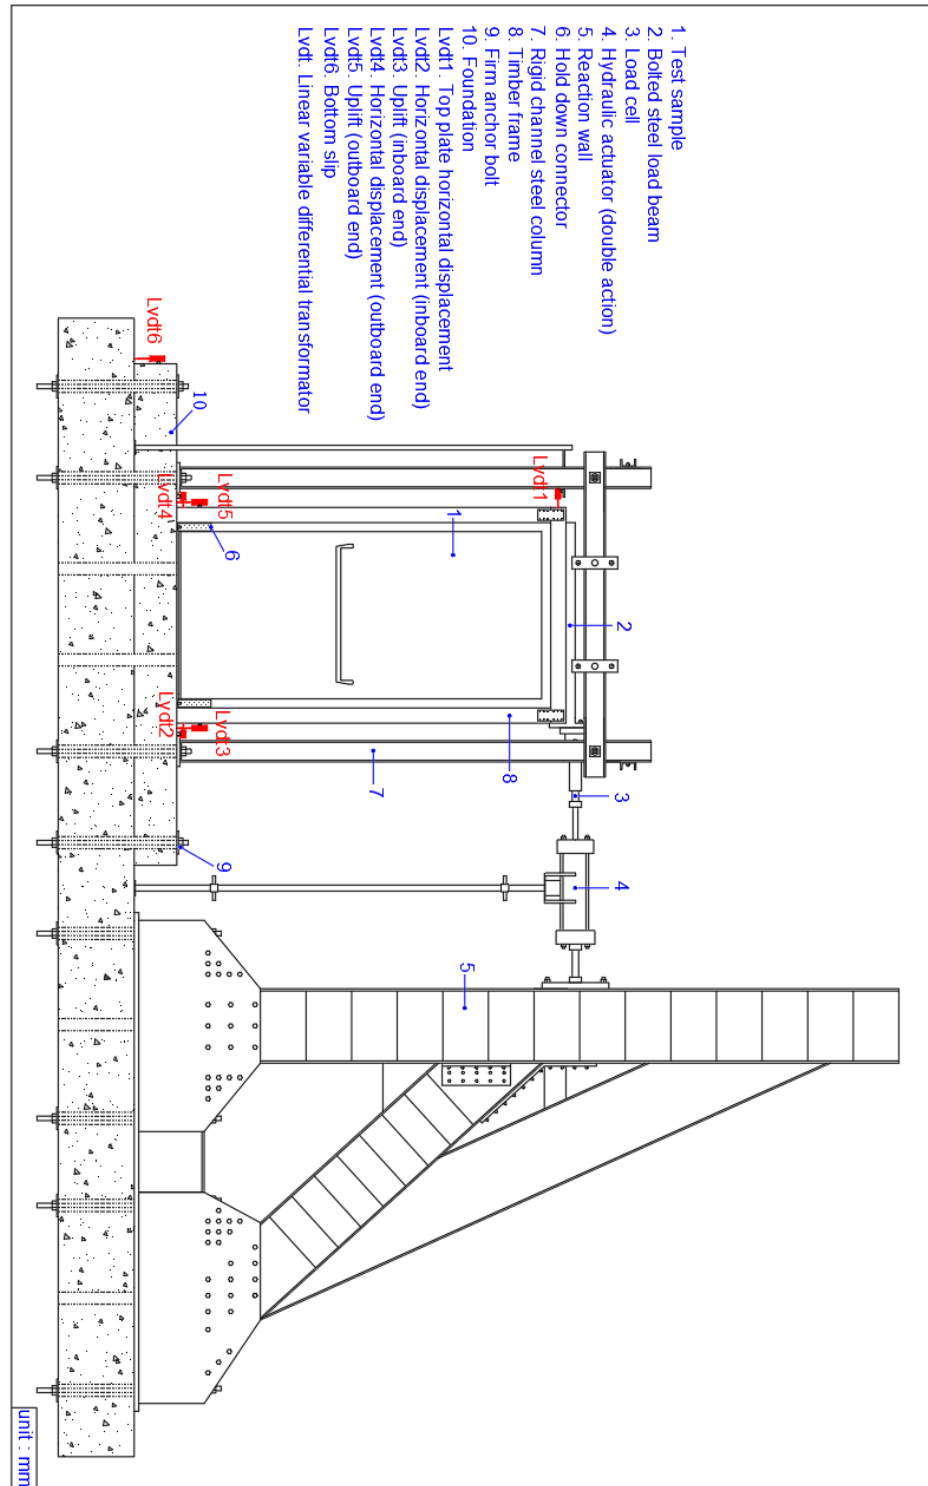 1. Test sample
2. Bolted steel load beam
3. Load cell
4. Hydraulic actuator (double action)
5. Reaction wall
6. Hold down connector
7. Rigid channel steel column
8. Timber frame
9. Firm anchor bolt
10. Foundation
Lvdt1. Top plate horizontal displacement
Lvdt2. Horizontal displacement (inboard end)
Lvdt3. Uplift (inboard end)
Lvdt4. Horizontal displacement (outboard end)
Lvdt5. Uplift (outboard end)
Lvdt6. Bottom slip
Lvdt. Linear variable differential transformator
2
3
4
Lvdt1
1
8
5
7
Lvdt5
6
Lvdt3
9
Lvdt4
Lvdt2
10
Lvdt6
unit : mm